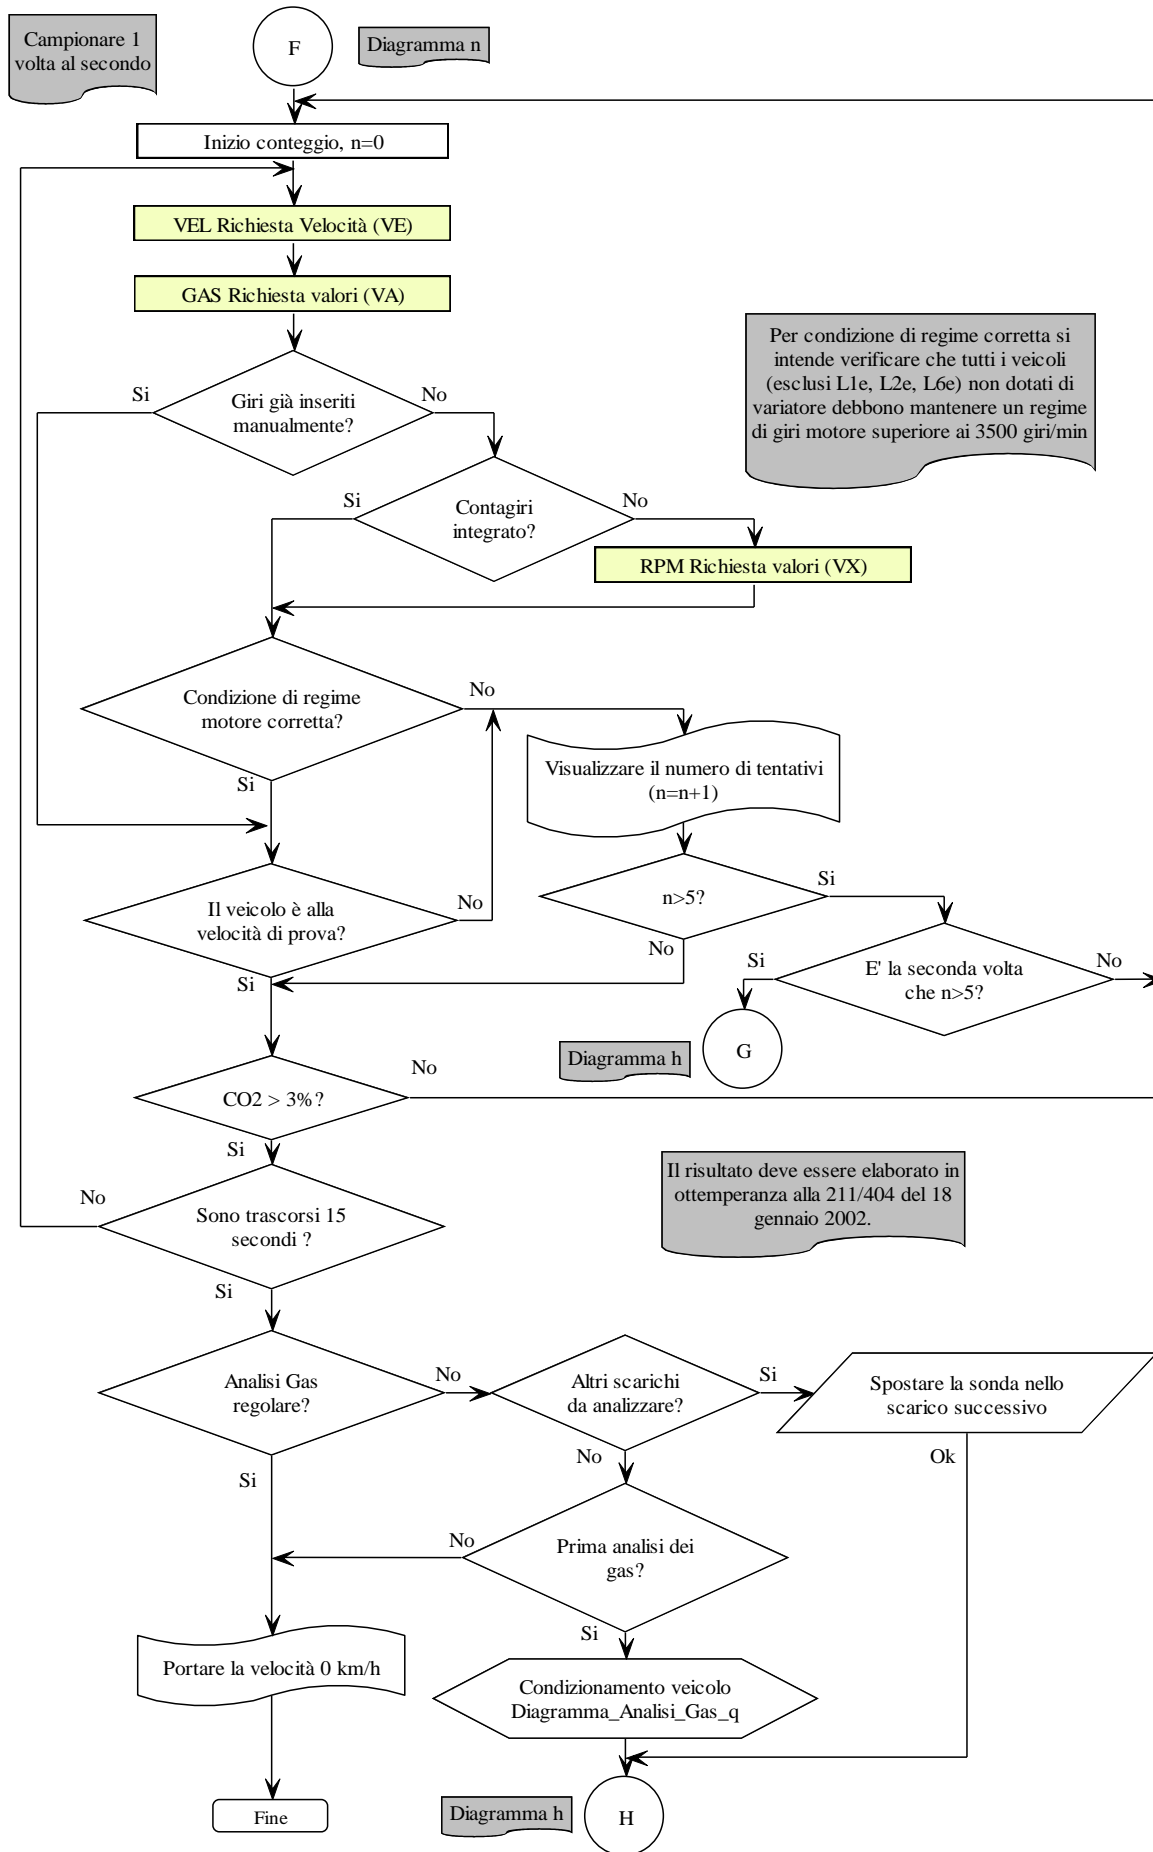 Campionare 1
volta al secondo
F
Diagramma n
Inizio conteggio, n=0
VEL Richiesta Velocità (VE)
GAS Richiesta valori (VA)
Per condizione di regime corretta si
intende verificare che tutti i veicoli
(esclusi L1e, L2e, L6e) non dotati di
variatore debbono mantenere un regime
di giri motore superiore ai 3500 giri/min
Si
Giri già inseriti
manualmente?
No
Si
Contagiri
integrato?
No
RPM Richiesta valori (VX)
Condizione di regime
motore corretta?
No
Si
Visualizzare il numero di tentativi
(n=n+1)
Il veicolo è alla
velocità di prova?
No
Si
n>5?
Si
No
Si
E' la seconda volta
che n>5?
No
Diagramma h
G
CO2 > 3%?
No
Si
Il risultato deve essere elaborato in
ottemperanza alla 211/404 del 18
gennaio 2002.
No
Sono trascorsi 15
secondi ?
Si
Analisi Gas
regolare?
No
Si
Altri scarichi
da analizzare?
Si
No
Spostare la sonda nello
scarico successivo
Ok
No
Prima analisi dei
gas?
Si
Portare la velocità 0 km/h
Condizionamento veicolo
Diagramma_Analisi_Gas_q
Fine
Diagramma h
H